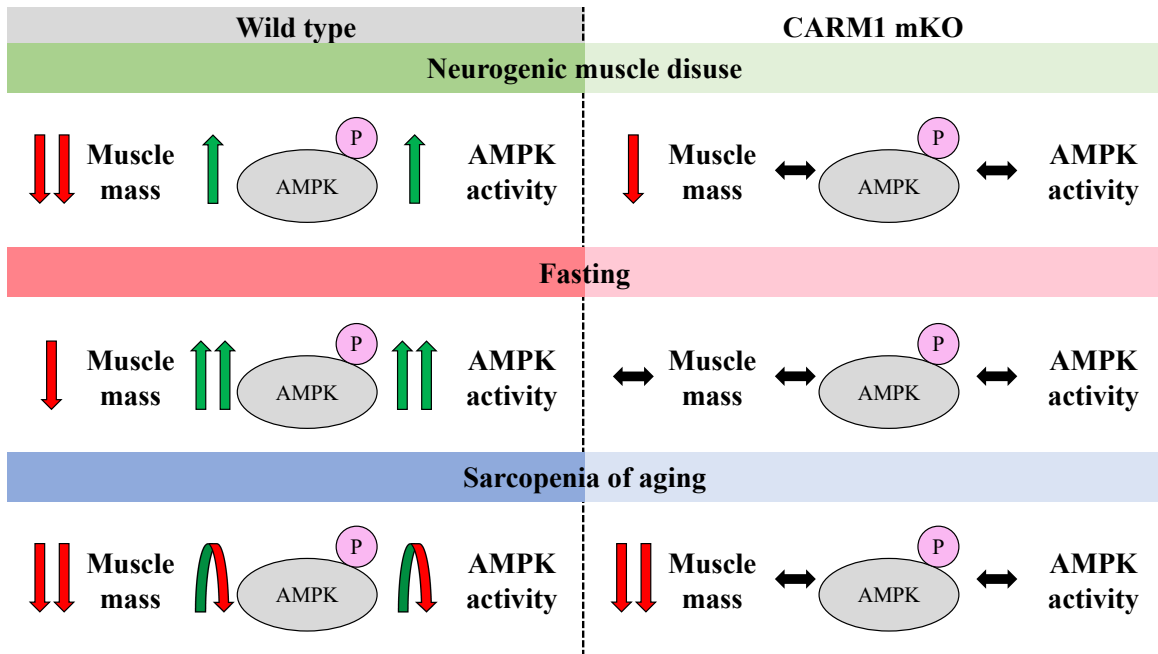 Wild type
CARM1 mKO
Neurogenic muscle disuse
Muscle
mass
P
AMPK
AMPK
activity
Muscle
mass
P
AMPK
AMPK
activity
Fasting
Muscle
mass
P
AMPK
AMPK
activity
Muscle
mass
P
AMPK
AMPK
activity
Sarcopenia of aging
Muscle
mass
P
AMPK
AMPK
activity
Muscle
mass
P
AMPK
AMPK
activity